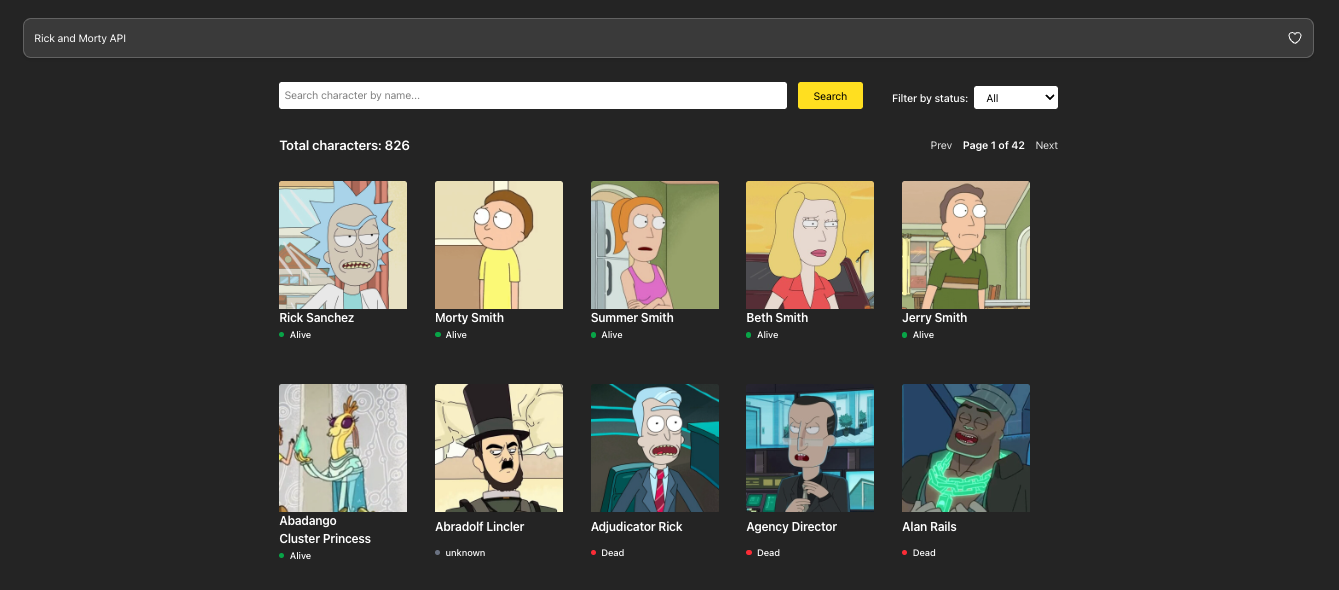 Rick and Morty API
Search character by name...
Search
Filter by status:
All
Total characters: 826
Prev
Page 1 of 42
Next
Rick Sanchez
Morty Smith
Summer Smith
Beth Smith
Jerry Smith
Alive
Alive
Alive
Alive
Alive
Abadango
Cluster Princess
Abradolf Lincler
Adjudicator Rick
Agency Director
Alan Rails
Alive
unknown
Dead
Dead
Dead